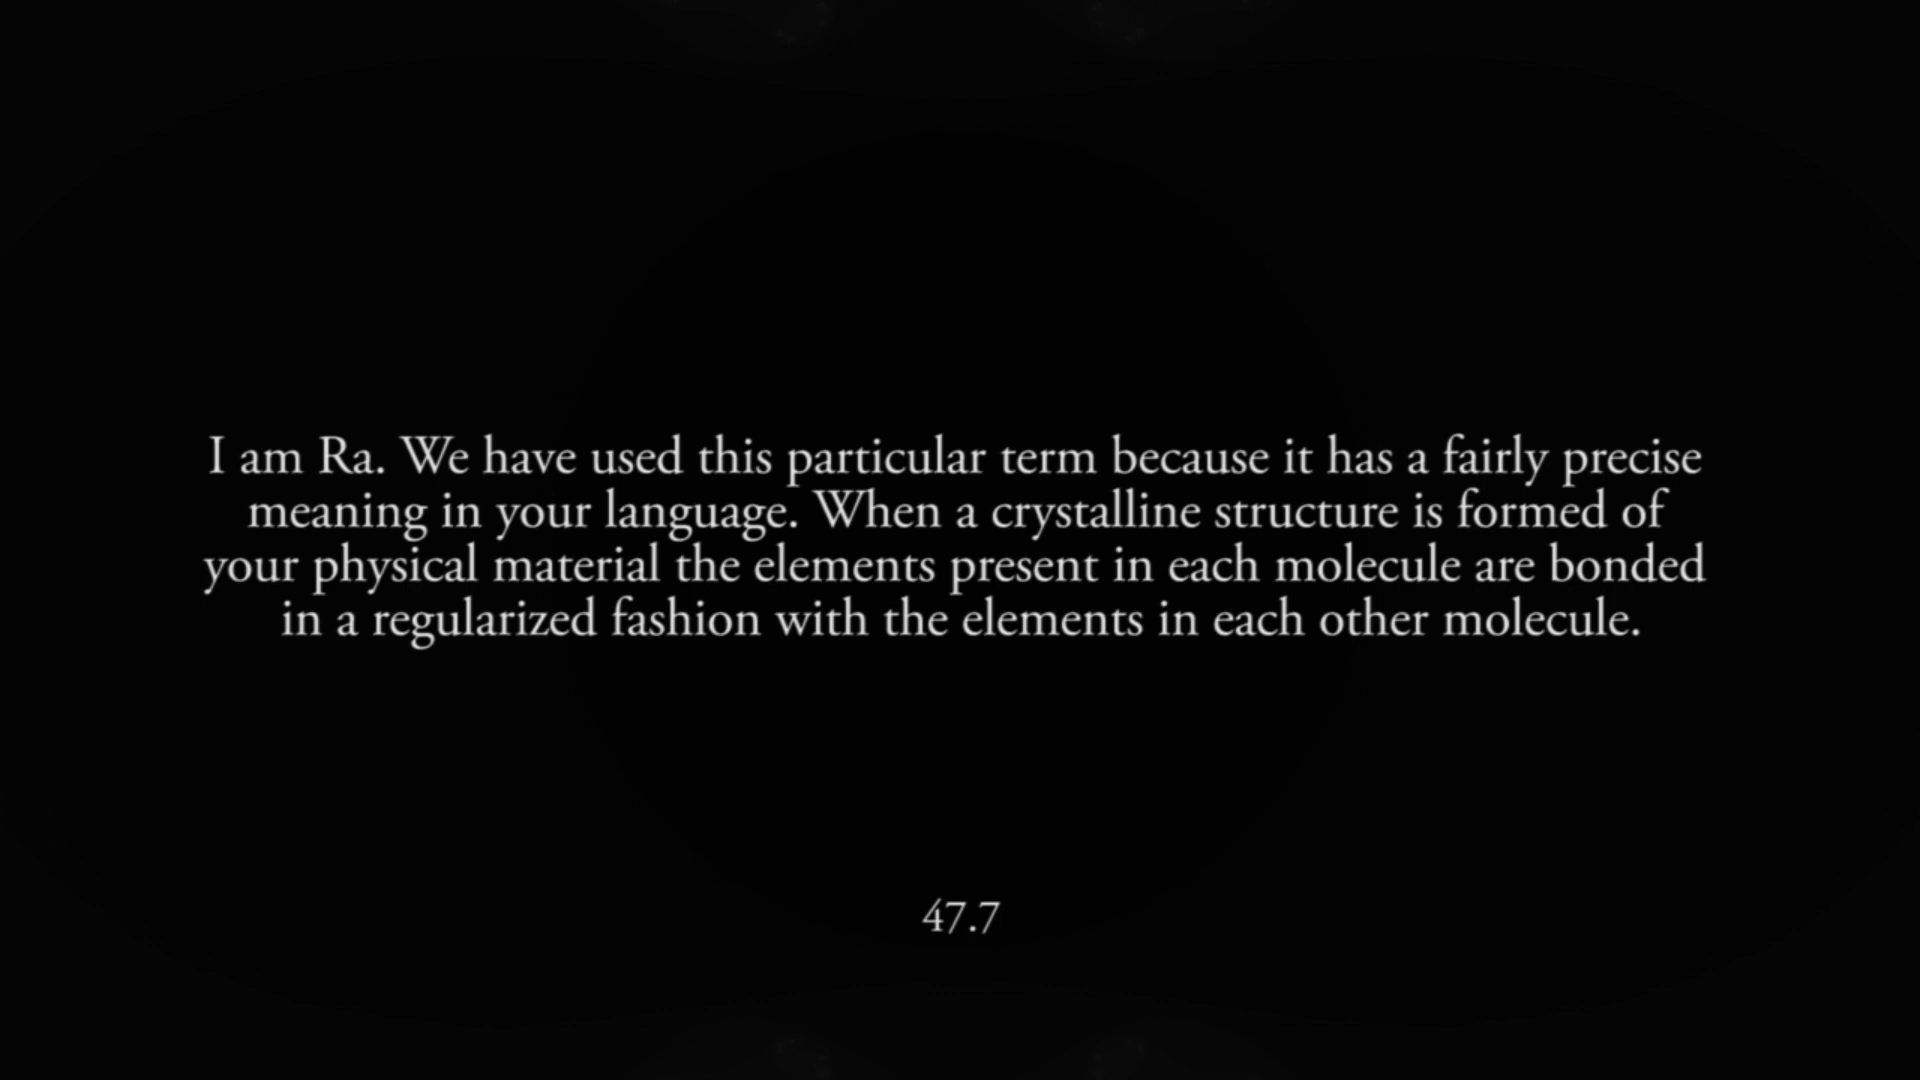 I am Ra. We have used this particular term because it has a fairly precise
meaning in your language. When a crystalline structure is formed of
your physical material the elements present in each molecule are bonded
in a regularized fashion with the elements in each other molecule.
47.7